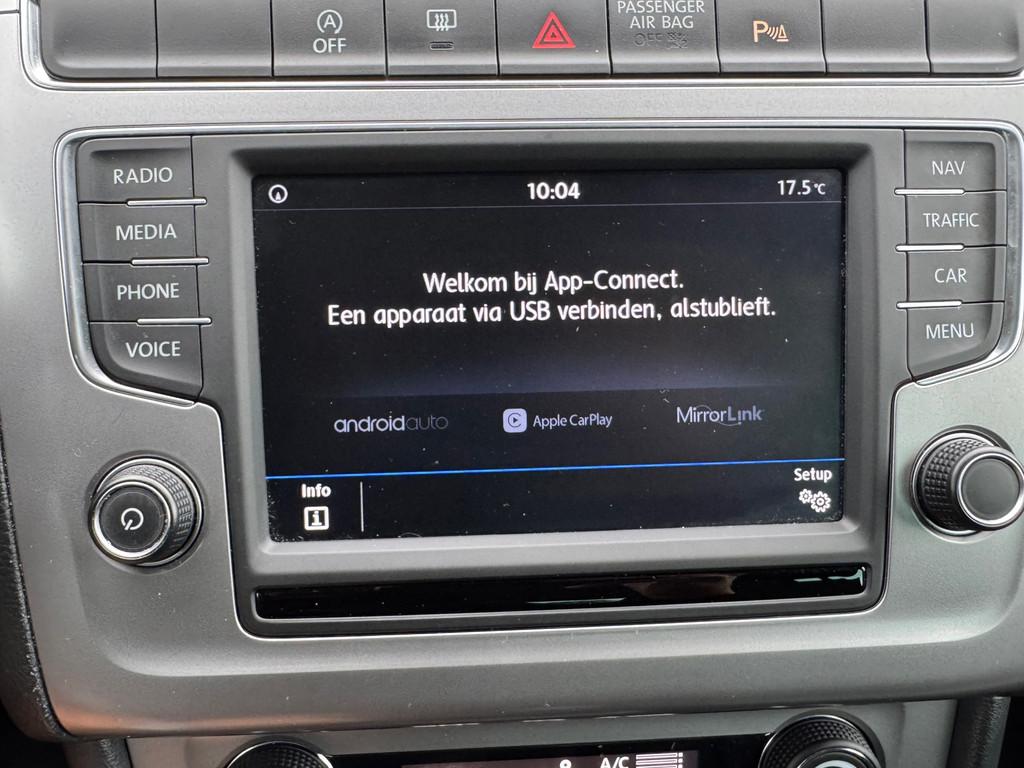 A
OFF
PASSENGER
AIR BAG
OFF
P
RADIO
MEDIA
PHONE
VOICE
10:04
17.5°C
Welkom bij App-Connect.
Een apparaat via USB verbinden, alstublieft.
androidauto
Apple CarPlay
MirrorLink
Info
i
Setup
NAV
TRAFFIC
CAR
MENU
A/C